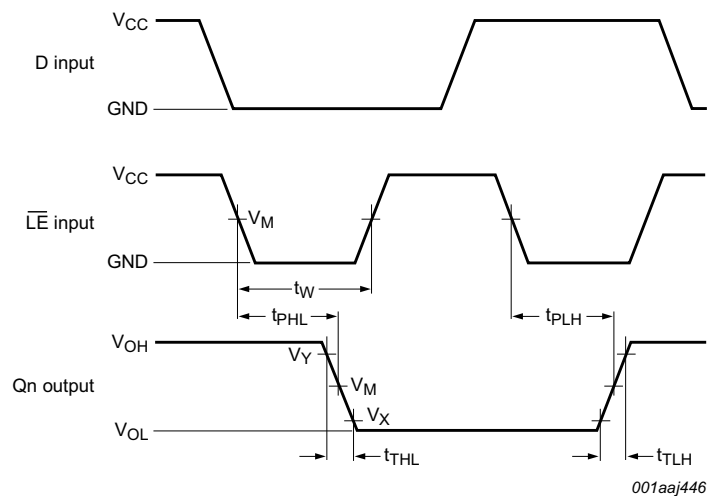 VCC
D input
GND
VCC
LE input
VM
GND
tW
tPHL
tPLH
VOH
VY
Qn output
VM
VX
VOL
tTHL
tTLH
001aaj446